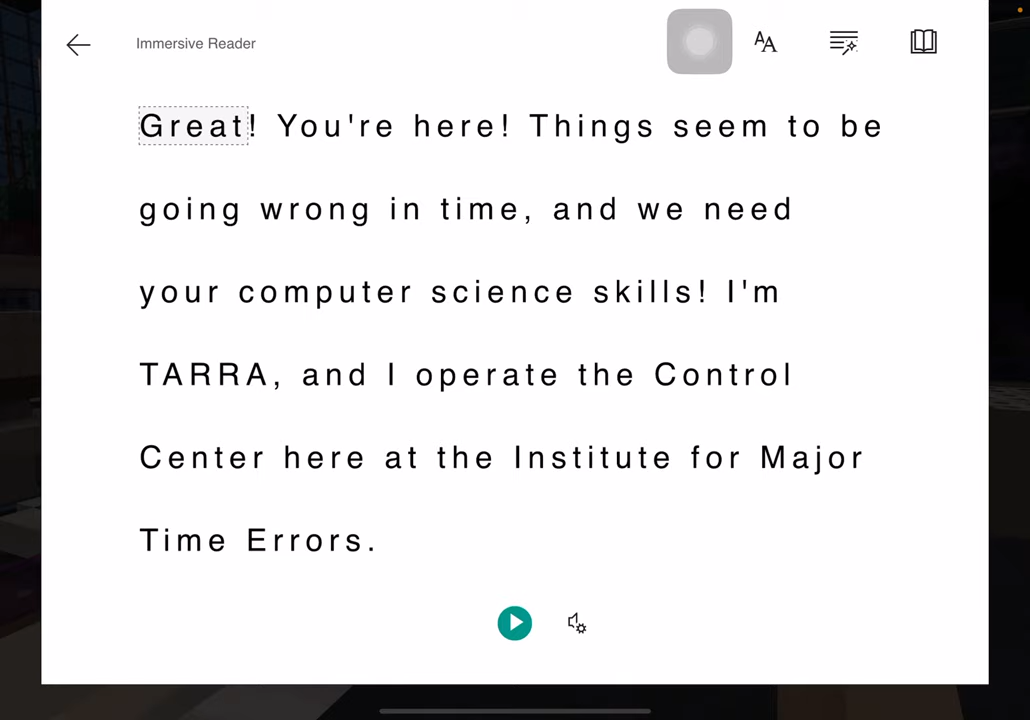 Immersive Reader
Great! You're here! Things seem to be
going wrong in time, and we need
your computer science skills! I'm
TARRA, and I operate the Control
Center here at the Institute for Major
Time Errors.